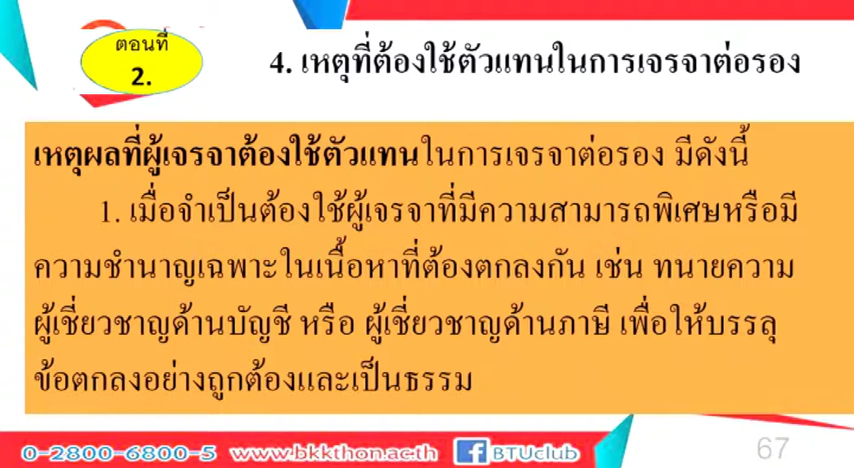 ตอนที่
2.
4. เหตุที่ต้องใช้ตัวแทนในการเจรจาต่อรอง
เหตุผลที่ผู้เจรจาต้องใช้ตัวแทนในการเจรจาต่อรอง มีดังนี้
1. เมื่อจำเป็นต้องใช้ผู้เจรจาที่มีความสามารถพิเศษหรือมี
ความชำนาญเฉพาะในเนื้อหาที่ต้องตกลงกัน เช่น ทนายความ
ผู้เชี่ยวชาญด้านบัญชี หรือ ผู้เชี่ยวชาญด้านภาษี เพื่อให้บรรลุ
ข้อตกลงอย่างถูกต้องและเป็นธรรม
0-2800-6800-5 www.bkkthon.ac.th f BTUclub
67